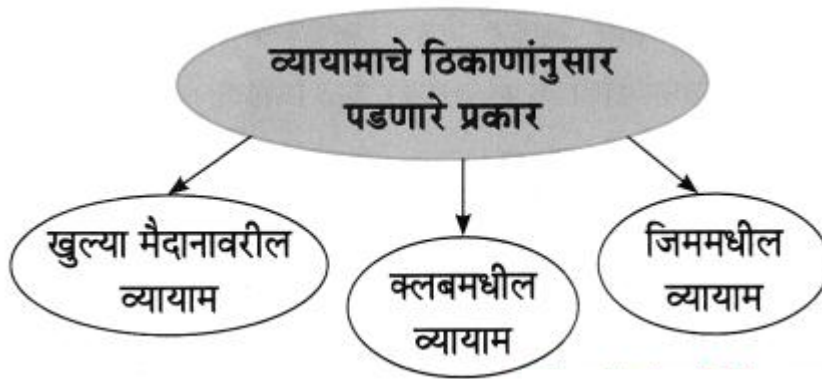 व्यायामाचे ठिकाणांनुसार
पडणारे प्रकार
खुल्या मैदानावरील
व्यायाम
क्लबमधील
व्यायाम
जिममधील
व्यायाम